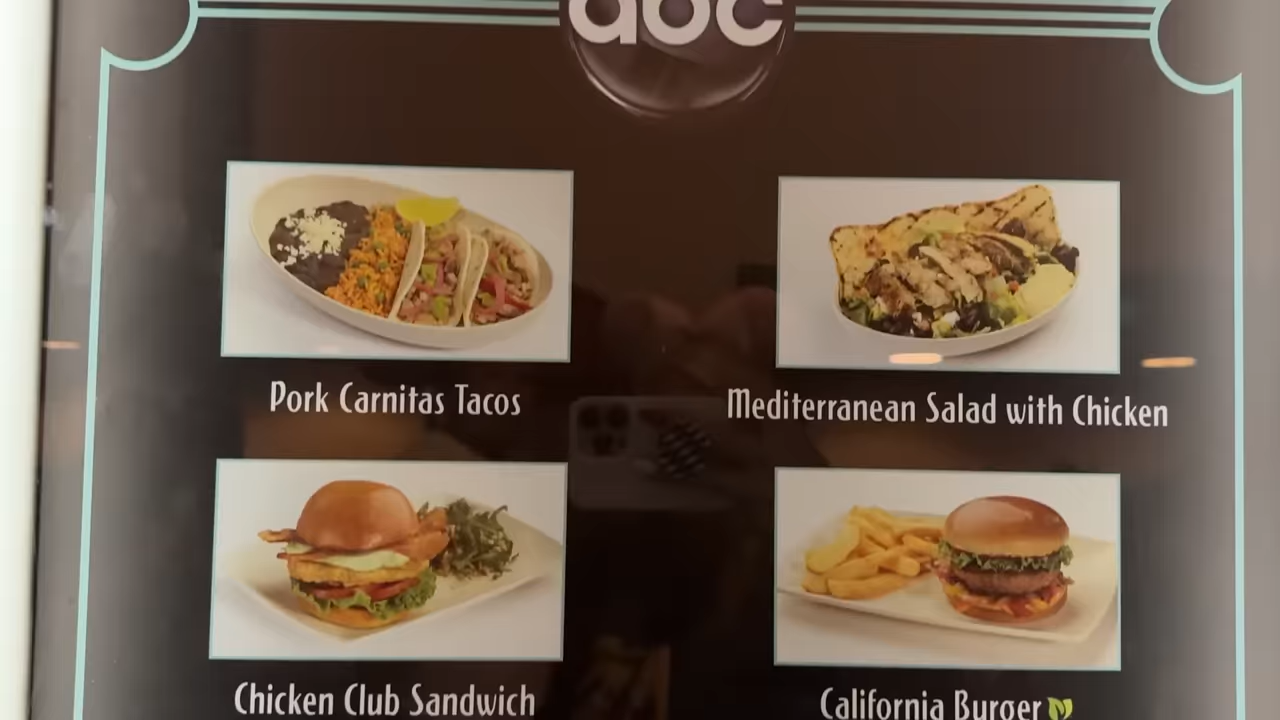 abc
Pork Carnitas Tacos
Mediterranean Salad with Chicken
Chicken Club Sandwich
California Burger